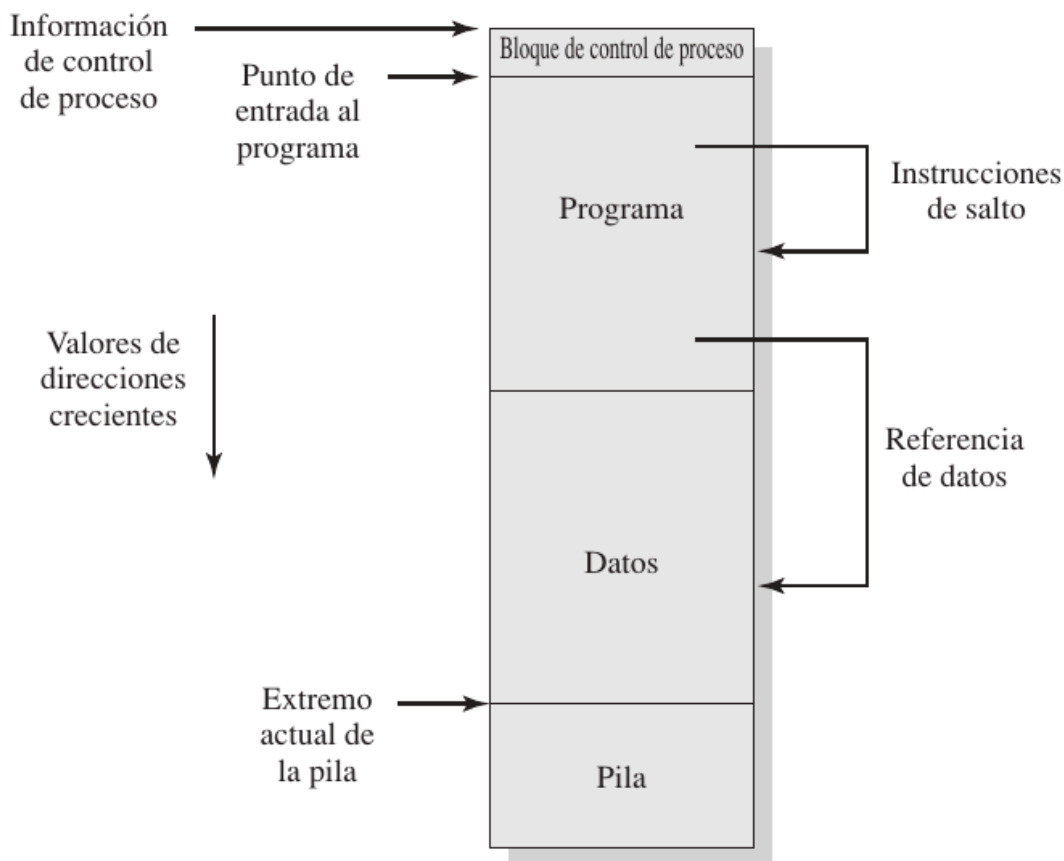 Información
de control
de proceso
Bloque de control de proceso
Punto de
entrada al
programa
Programa
Instrucciones
de salto
Valores de
direcciones
crecientes
Referencia
de datos
Datos
Extremo
actual de
la pila
Pila